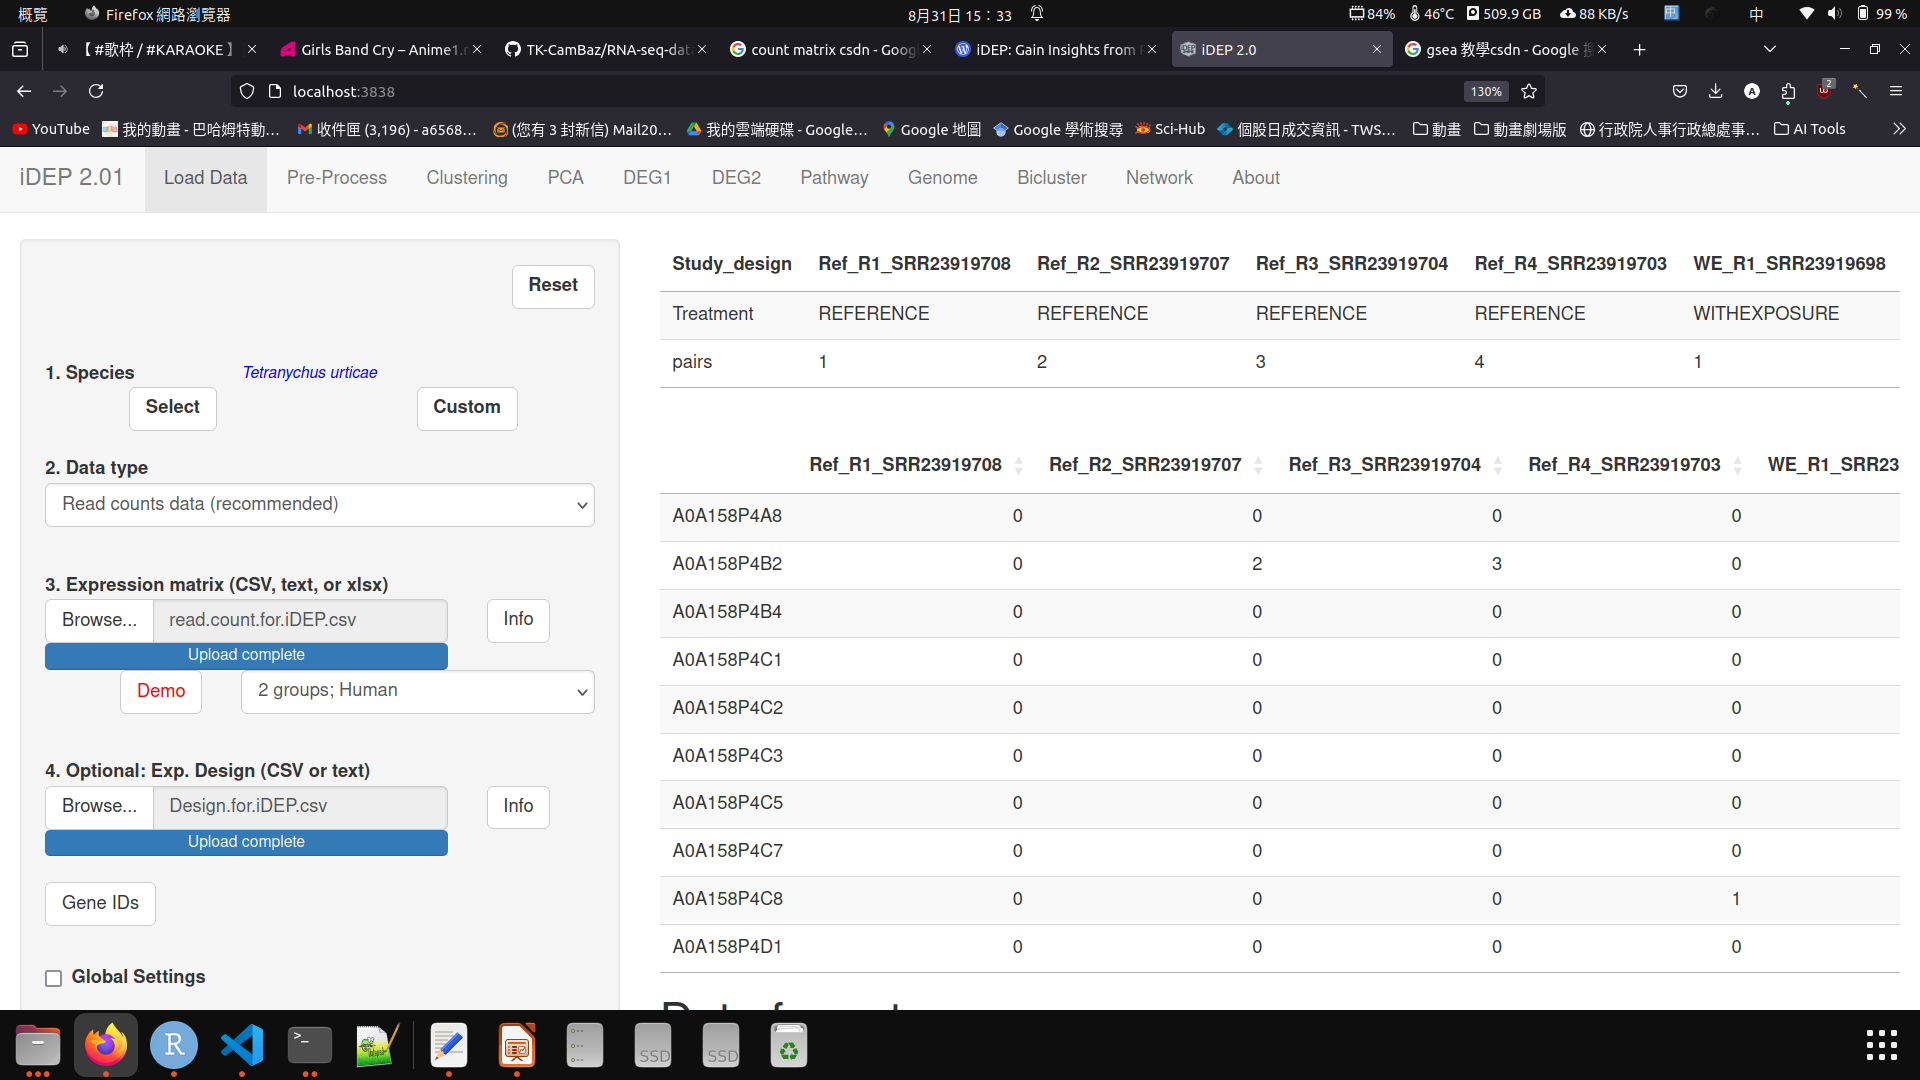 概覽 Firefox 網路瀏覽器 8月31日 15：33 84% 46°C 509.9 GB 88 KB/s 中 99 %
【 #歌枠 / #KARAOKE 】 Girls Band Cry – Anime1.m TK-CamBaz/RNA-seq-dat count matrix csdn - Goog iDEP: Gain Insights from iDEP 2.0 gsea 教學csdn - Google 搜
localhost:3838 130% 2
YouTube 我的動畫 - 巴哈姆特動… 收件匣 (3,196) - a6568… (您有 3 封新信) Mail20… 我的雲端硬碟 - Google… Google 地圖 Google 學術搜尋 Sci-Hub 個股日成交資訊 - TWS… 動畫 動畫劇場版 行政院人事行政總處事… AI Tools
iDEP 2.01 Load Data Pre-Process Clustering PCA DEG1 DEG2 Pathway Genome Bicluster Network About
Reset
1. Species Tetranychus urticae
Select Custom
2. Data type
Read counts data (recommended)
3. Expression matrix (CSV, text, or xlsx)
Browse... read.count.for.iDEP.csv Info
Upload complete
Demo 2 groups; Human
4. Optional: Exp. Design (CSV or text)
Browse... Design.for.iDEP.csv Info
Upload complete
Gene IDs
Global Settings
Study_design Ref_R1_SRR23919708 Ref_R2_SRR23919707 Ref_R3_SRR23919704 Ref_R4_SRR23919703 WE_R1_SRR23919698
Treatment REFERENCE REFERENCE REFERENCE REFERENCE WITHEXPOSURE
pairs 1 2 3 4 1
Ref_R1_SRR23919708 Ref_R2_SRR23919707 Ref_R3_SRR23919704 Ref_R4_SRR23919703 WE_R1_SRR23
A0A158P4A8 0 0 0 0
A0A158P4B2 0 2 3 0
A0A158P4B4 0 0 0 0
A0A158P4C1 0 0 0 0
A0A158P4C2 0 0 0 0
A0A158P4C3 0 0 0 0
A0A158P4C5 0 0 0 0
A0A158P4C7 0 0 0 0
A0A158P4C8 0 0 0 1
A0A158P4D1 0 0 0 0
SSD SSD